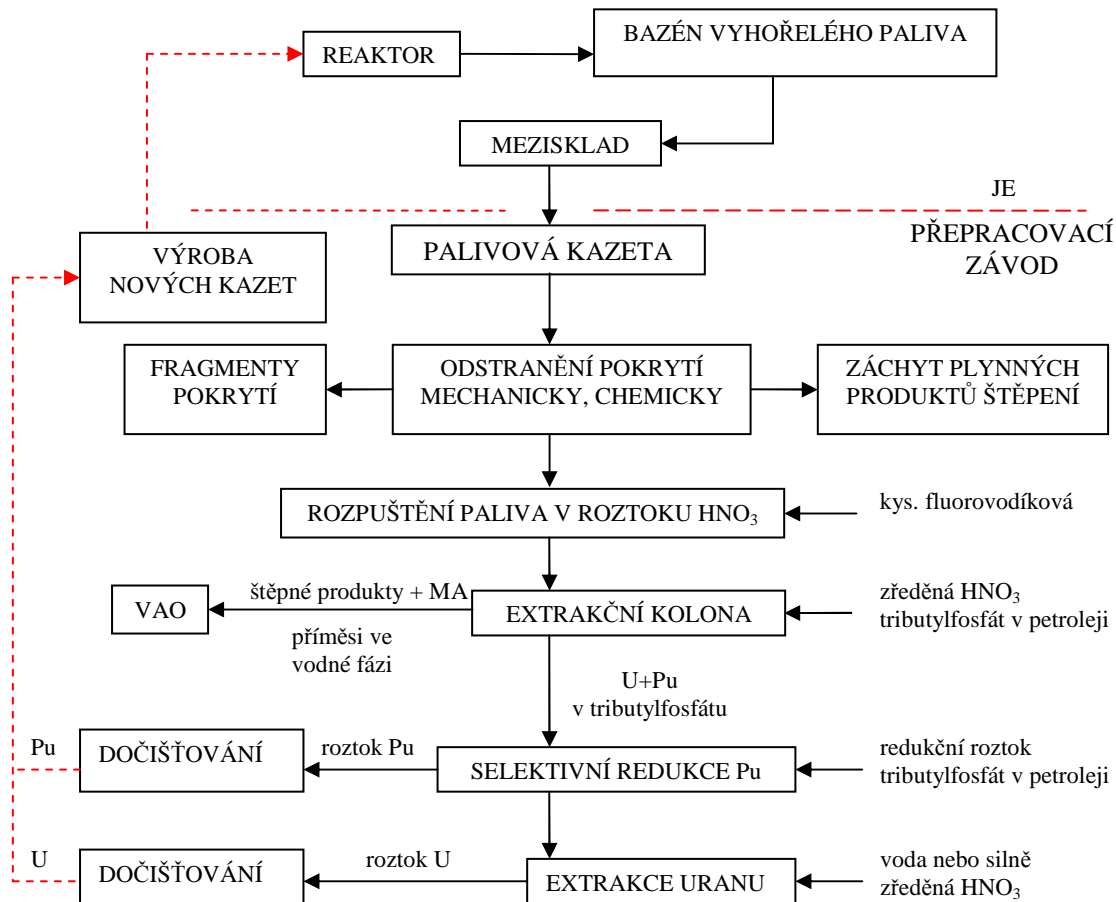 REAKTOR
BAZÉN VYHOŘELÉHO PALIVA
MEZISKLAD
JE
PŘEPRACOVACÍ
ZÁVOD
VÝROBA
NOVÝCH KAZET
PALIVOVÁ KAZETA
FRAGMENTY
POKRYTÍ
ODSTRANĚNÍ POKRYTÍ
MECHANICKY, CHEMICKY
ZÁCHYT PLYNNÝCH
PRODUKTŮ ŠTĚPENÍ
ROZPUŠTĚNÍ PALIVA V ROZTOKU HNO₃
kys. fluorovodíková
VAO
štěpné produkty + MA
příměsi ve
vodné fázi
EXTRAKČNÍ KOLONA
zředěná HNO₃
tributylfosfát v petroleji
U+Pu
v tributylfosfátu
Pu
DOČIŠŤOVÁNÍ
roztok Pu
SELEKTIVNÍ REDUKCE Pu
redukční roztok
tributylfosfát v petroleji
U
DOČIŠŤOVÁNÍ
roztok U
EXTRAKCE URANU
voda nebo silně
zředěná HNO₃